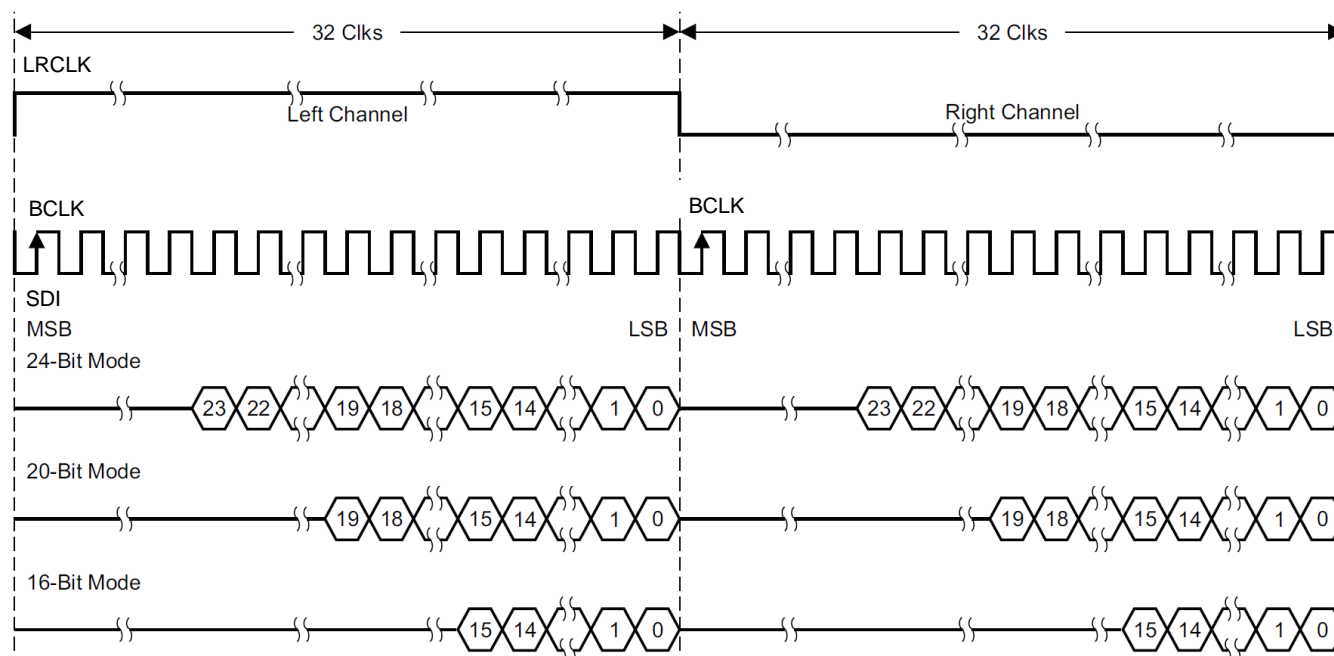 32 Clks 32 Clks
LRCLK
Left Channel Right Channel
BCLK BCLK
SDI
MSB LSB MSB LSB
24-Bit Mode
23 22 19 18 15 14 1 0 23 22 19 18 15 14 1 0
20-Bit Mode
19 18 15 14 1 0 19 18 15 14 1 0
16-Bit Mode
15 14 1 0 15 14 1 0